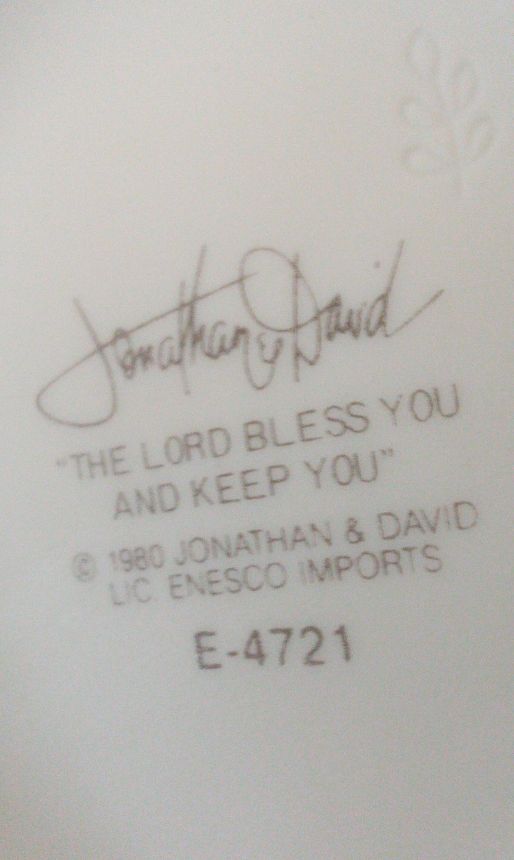 Jonathan & David
"THE LORD BLESS YOU
AND KEEP YOU"
© 1980 JONATHAN & DAVID
LIC. ENESCO IMPORTS
E-4721